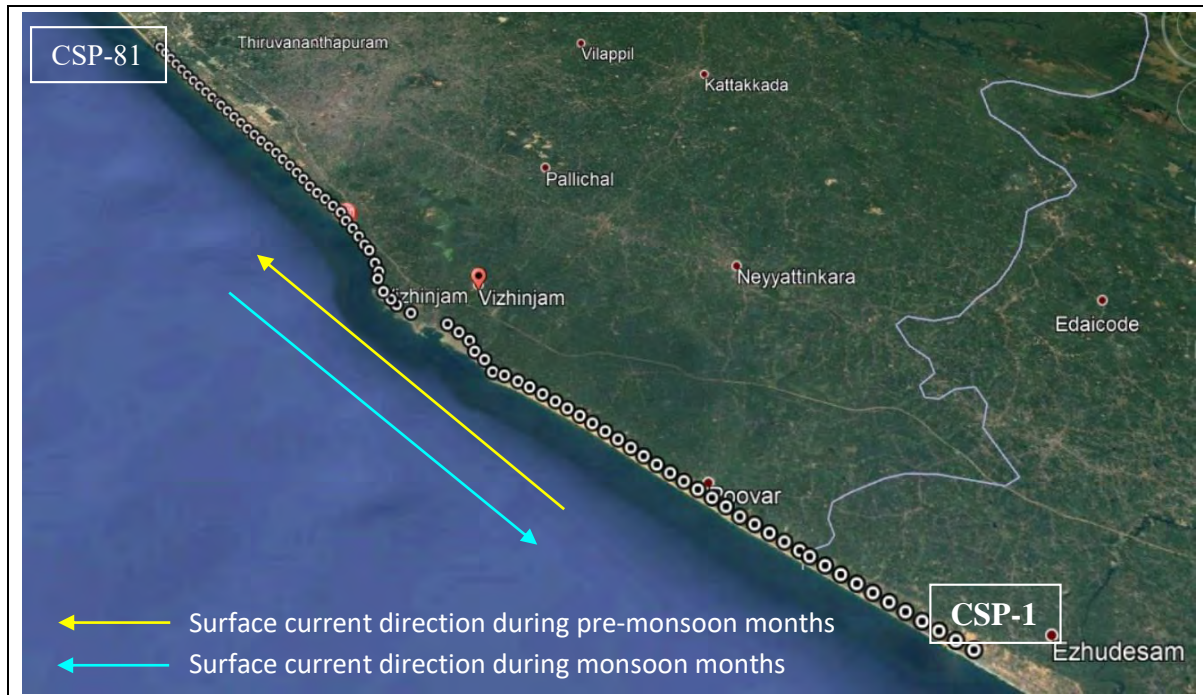 CSP-81
Thiruvananthapuram
Vilappil
Kattakkada
Pallichal
Neyyattinkara
Vizhinjam
Vizhinjam
Edaicode
Poovar
CSP-1
Ezhudesam
Surface current direction during pre-monsoon months
Surface current direction during monsoon months